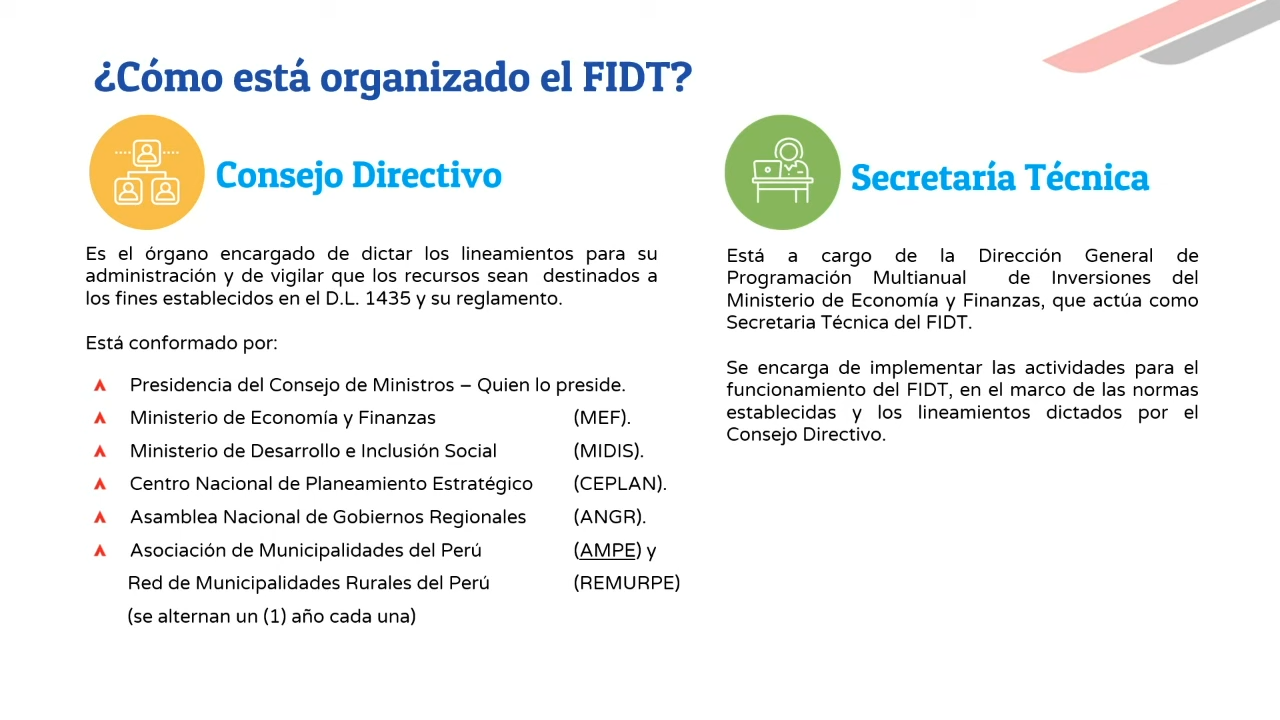 ¿Cómo está organizado el FIDT?
Consejo Directivo
Es el órgano encargado de dictar los lineamientos para su
administración y de vigilar que los recursos sean destinados a
los fines establecidos en el D.L. 1435 y su reglamento.
Está conformado por:
Presidencia del Consejo de Ministros – Quien lo preside.
Ministerio de Economía y Finanzas (MEF).
Ministerio de Desarrollo e Inclusión Social (MIDIS).
Centro Nacional de Planeamiento Estratégico (CEPLAN).
Asamblea Nacional de Gobiernos Regionales (ANGR).
Asociación de Municipalidades del Perú (AMPE) y
Red de Municipalidades Rurales del Perú (REMURPE)
(se alternan un (1) año cada una)
Secretaría Técnica
Está a cargo de la Dirección General de
Programación Multianual de Inversiones del
Ministerio de Economía y Finanzas, que actúa como
Secretaria Técnica del FIDT.
Se encarga de implementar las actividades para el
funcionamiento del FIDT, en el marco de las normas
establecidas y los lineamientos dictados por el
Consejo Directivo.